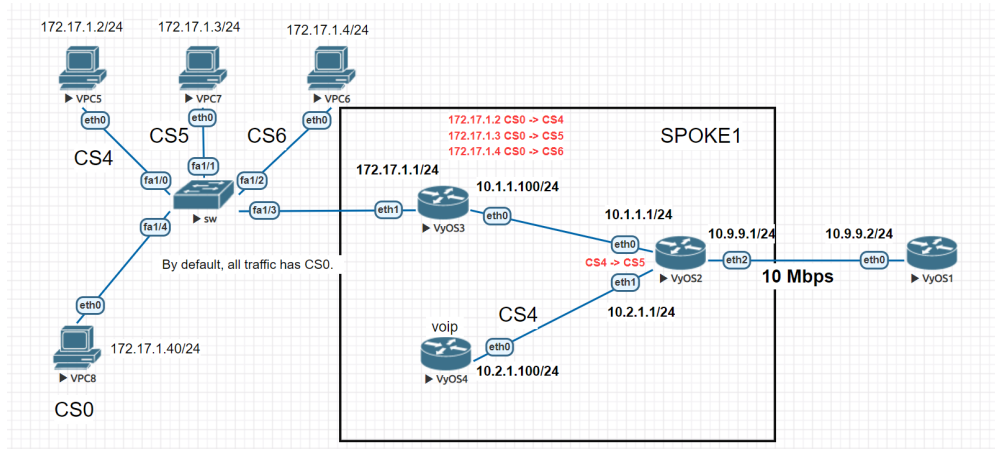 172.17.1.2/24
172.17.1.3/24
172.17.1.4/24
VPC5
VPC7
VPC6
eth0
eth0
eth0
CS4
CS5
CS6
fa1/0
fa1/1
fa1/2
sw
fa1/3
fa1/4
By default, all traffic has CS0.
eth0
172.17.1.40/24
VPC8
CS0
172.17.1.2 CS0 -> CS4
172.17.1.3 CS0 -> CS5
172.17.1.4 CS0 -> CS6
SPOKE1
172.17.1.1/24
10.1.1.100/24
eth1
eth0
VyOS3
10.1.1.1/24
eth0
CS4 -> CS5
eth1
VyOS2
10.9.9.1/24
eth2
10 Mbps
10.9.9.2/24
eth0
VyOS1
10.2.1.1/24
CS4
voip
eth0
VyOS4
10.2.1.100/24